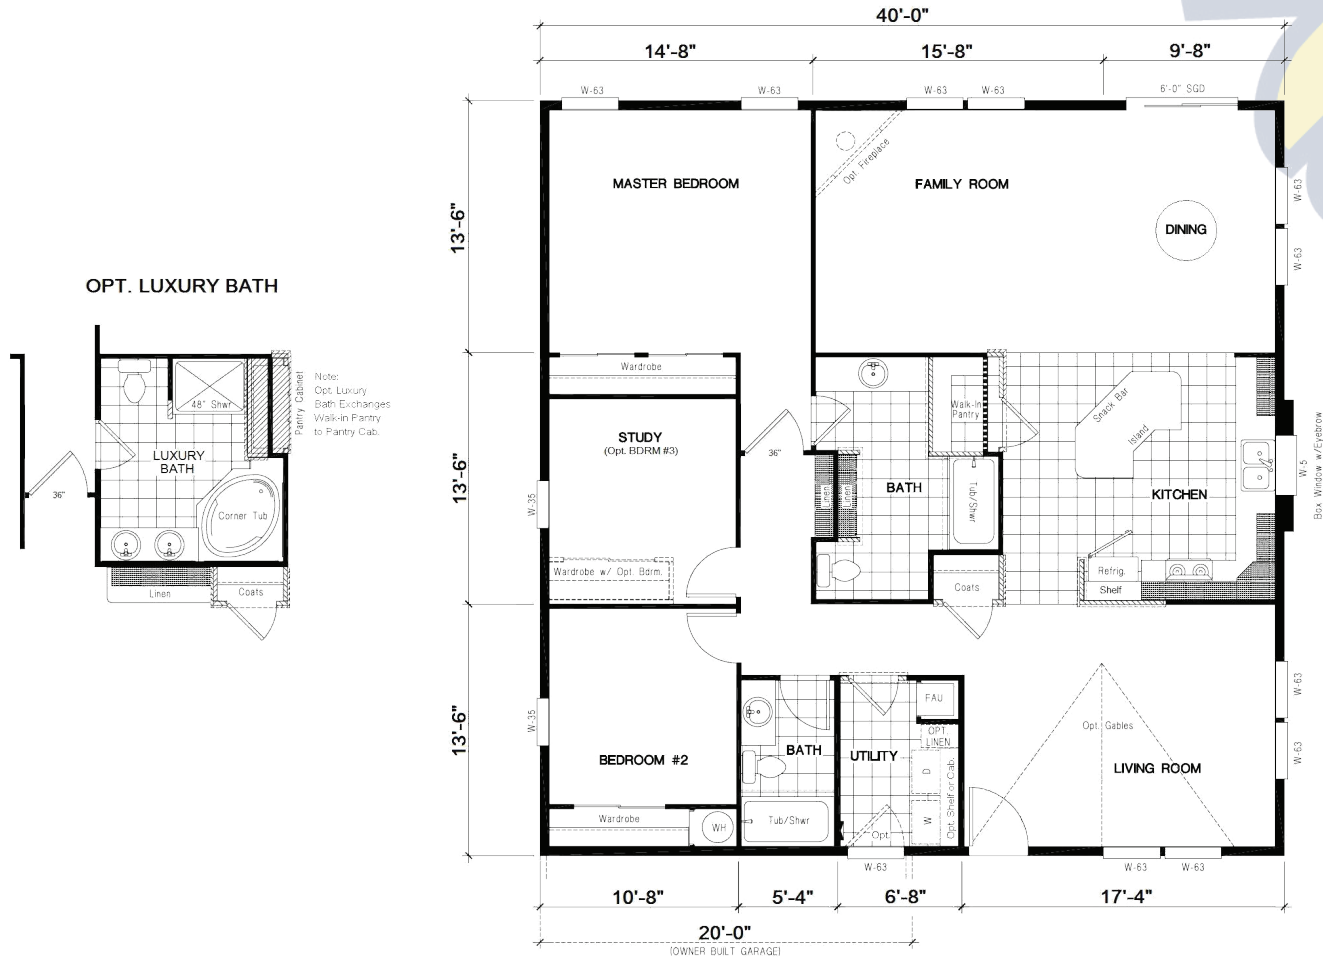 40'-0"
14'-8"
15'-8"
9'-8"
W-63
W-63
W-63
W-63
6'-0" SGD
MASTER BEDROOM
Opt. Fireplace
FAMILY ROOM
DINING
W-63
W-63
13'-6"
OPT. LUXURY BATH
48" Shwr
Pantry Cabinet
Note:
Opt. Luxury
Bath Exchanges
Walk-in Pantry
to Pantry Cab.
LUXURY
BATH
36"
Corner Tub
Linen
Coats
Wardrobe
STUDY
(Opt. BDRM #3)
36"
Walk-In
Pantry
Snack Bar
Island
Linen
Linen
BATH
Tub/Shwr
KITCHEN
W-5
Box Window w/Eyebrow
13'-6"
W-35
Wardrobe w/ Opt. Bdrm.
Coats
Refrig.
Shelf
FAU
OPT.
LINEN
Opt. Gables
W-63
W-63
13'-6"
W-35
BEDROOM #2
BATH
UTILITY
D
W
Opt. Shelf or Cab.
LIVING ROOM
Wardrobe
WH
Tub/Shwr
Opt.
W-63
W-63
W-63
10'-8"
5'-4"
6'-8"
17'-4"
20'-0"
(OWNER BUILT GARAGE)